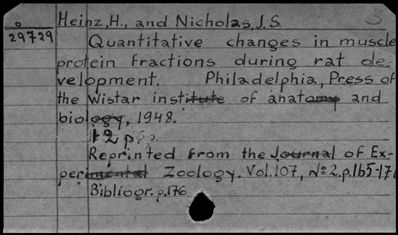 Heinz, H., and Nicholas, J.S.
o
29729
Quantitative changes in muscle
protein fractions during rat de-
velopment. Philadelphia, Press of
the Wistar institute of anatomy and
biology, 1948.
12 p.
Reprinted from the Journal of Ex-
perimental Zoology. Vol.107, №2.p.165-17
Bibliogr. p.176